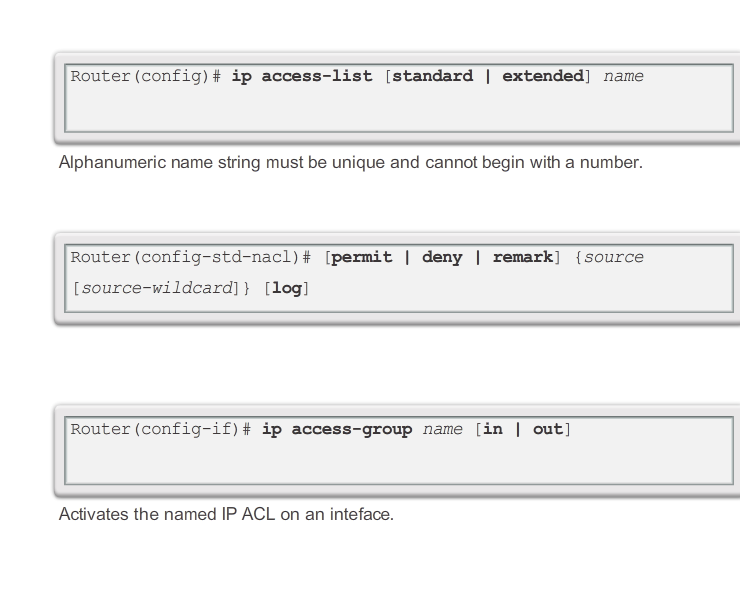 Router(config)# ip access-list [standard | extended] name
Alphanumeric name string must be unique and cannot begin with a number.
Router(config-std-nacl)# [permit | deny | remark] {source
[source-wildcard]} [log]
Router(config-if)# ip access-group name [in | out]
Activates the named IP ACL on an inteface.